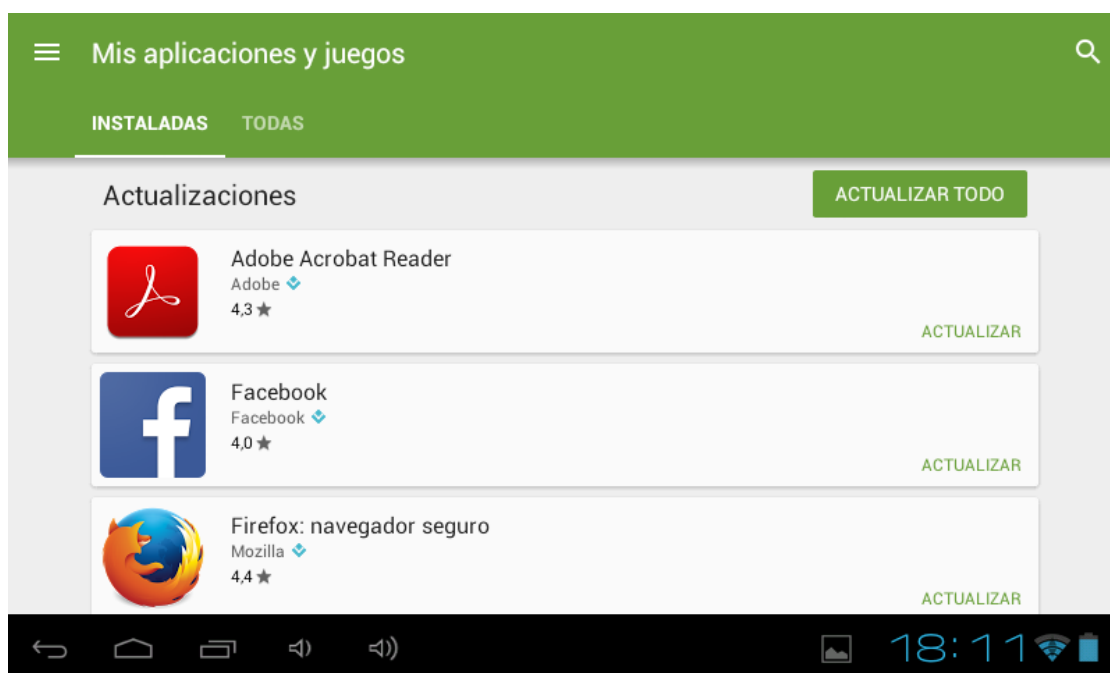 Mis aplicaciones y juegos
INSTALADAS TODAS
Actualizaciones
ACTUALIZAR TODO
Adobe Acrobat Reader
Adobe
4,3
ACTUALIZAR
Facebook
Facebook
4,0
ACTUALIZAR
Firefox: navegador seguro
Mozilla
4,4
ACTUALIZAR
18:11